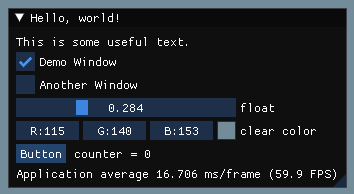 Hello, world!
This is some useful text.
Demo Window
Another Window
0.284 float
R:115 G:140 B:153 clear color
Button counter = 0
Application average 16.706 ms/frame (59.9 FPS)